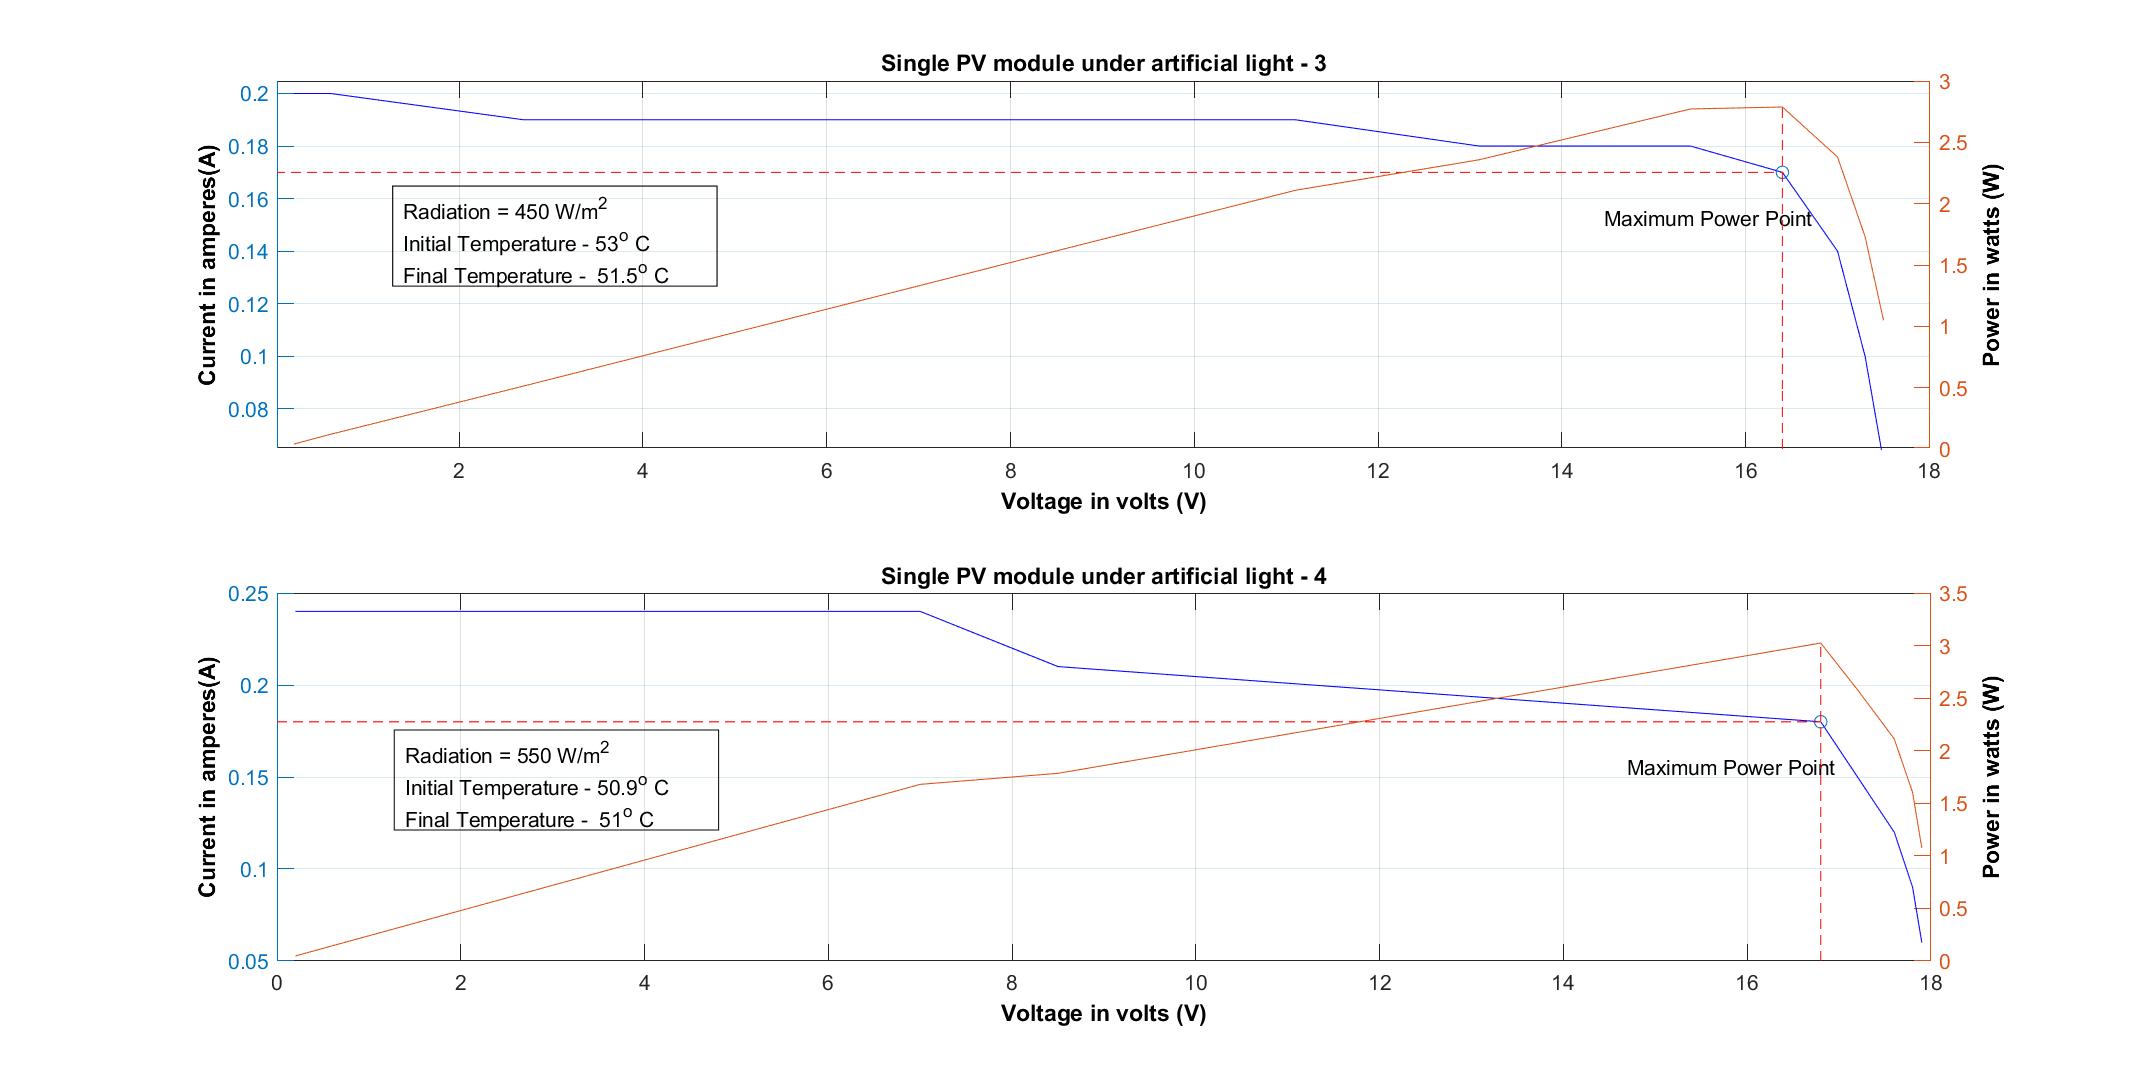 Single PV module under artificial light - 3
Current in amperes(A)
0.2
0.18
0.16
0.14
0.12
0.1
0.08
Radiation = 450 W/m²
Initial Temperature - 53° C
Final Temperature - 51.5° C
Maximum Power Point
3
2.5
2
1.5
1
0.5
0
Power in watts (W)
2 4 6 8 10 12 14 16 18
Voltage in volts (V)
Single PV module under artificial light - 4
Current in amperes(A)
0.25
0.2
0.15
0.1
0.05
Radiation = 550 W/m²
Initial Temperature - 50.9° C
Final Temperature - 51° C
Maximum Power Point
3.5
3
2.5
2
1.5
1
0.5
0
Power in watts (W)
0 2 4 6 8 10 12 14 16 18
Voltage in volts (V)